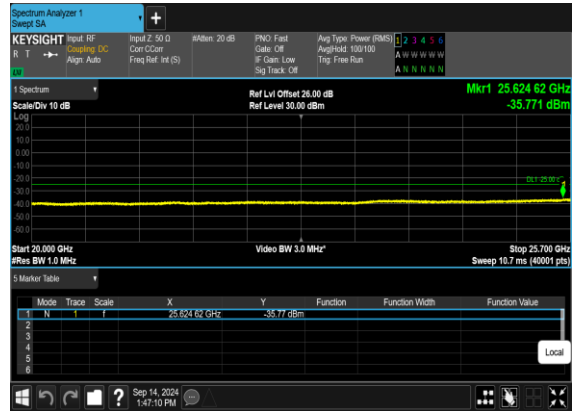 Spectrum Analyzer 1
Swept SA
+
KEYSIGHT Input: RF Input Z: 50 Ω #Atten: 20 dB PNO: Fast Avg Type: Power (RMS) 1 2 3 4 5 6
R T Coupling: DC Corr CCorr Gate: Off Avg|Hold: 100/100 A W W W W W
Align: Auto Freq Ref: Int (S) IF Gain: Low Trig: Free Run
Sig Track: Off A N N N N N
1 Spectrum Ref Lvl Offset 26.00 dB Mkr1 25.624 62 GHz
Scale/Div 10 dB Ref Level 30.00 dBm -35.771 dBm
Log
20.0
10.0
0.00
-10.0
-20.0
DL1 -25.00
-30.0
-40.0
-50.0
-60.0
Start 20.000 GHz Video BW 3.0 MHz* Stop 25.700 GHz
#Res BW 1.0 MHz Sweep 10.7 ms (40001 pts)
5 Marker Table
Mode Trace Scale X Y Function Function Width Function Value
1 N 1 f 25.624 62 GHz -35.77 dBm
2
3
4
5
6
Local
? Sep 14, 2024
1:47:10 PM